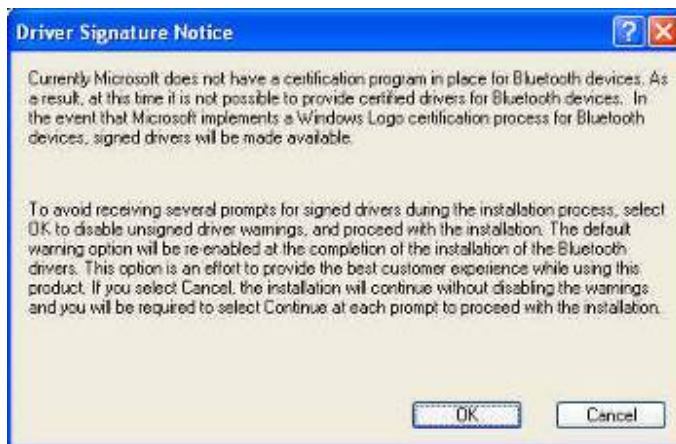 Driver Signature Notice
Currently Microsoft does not have a certification program in place for Bluetooth devices. As
a result, at this time it is not possible to provide certified drivers for Bluetooth devices. In
the event that Microsoft implements a Windows Logo certification process for Bluetooth
devices, signed drivers will be made available.
To avoid receiving several prompts for signed drivers during the installation process, select
OK to disable unsigned driver warnings, and proceed with the installation. The default
warning option will be re-enabled at the completion of the installation of the Bluetooth
drivers. This option is an effort to provide the best customer experience while using this
product. If you select Cancel, the installation will continue without disabling the warnings
and you will be required to select Continue at each prompt to proceed with the installation.
OK Cancel